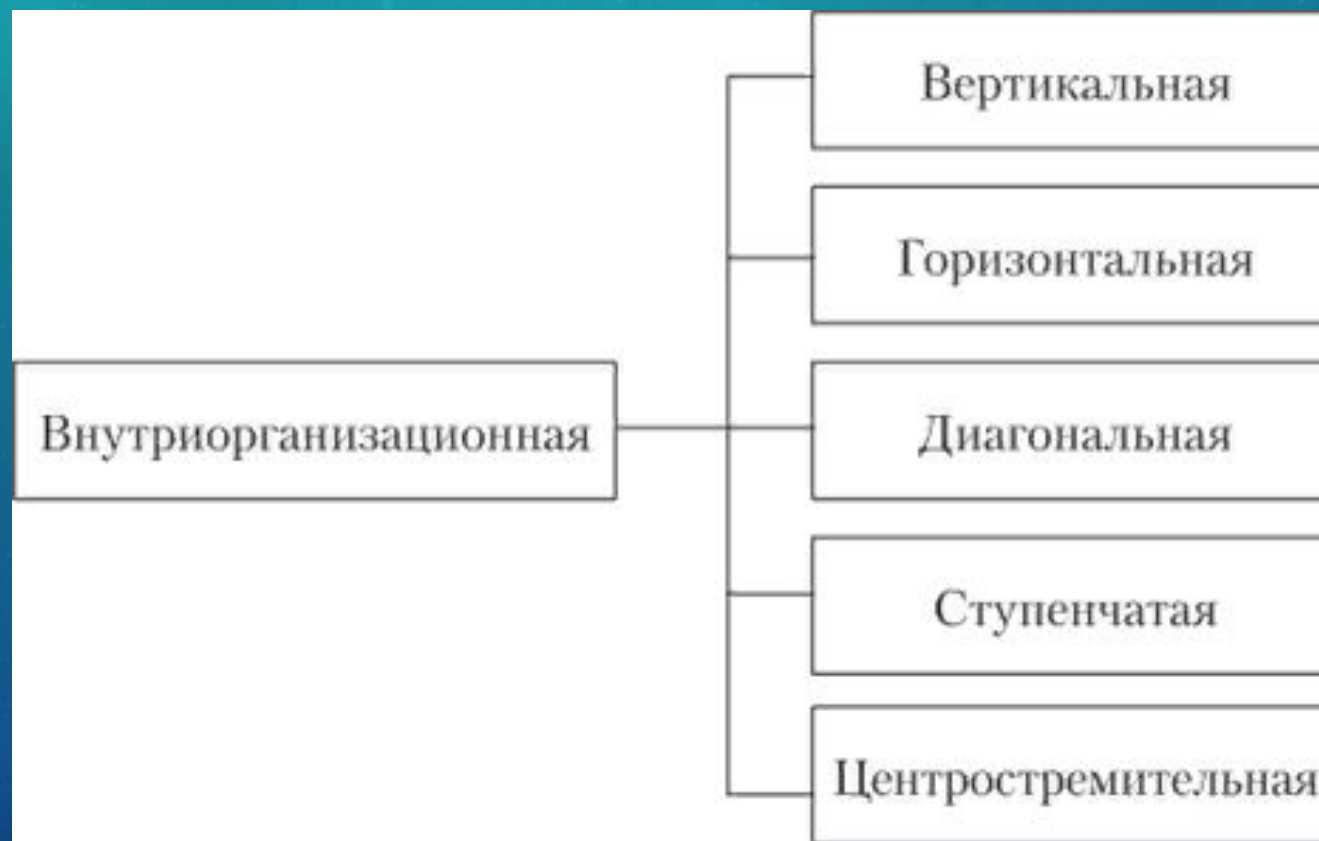 Вертикальная
Горизонтальная
Внутриорганизационная
Диагональная
Ступенчатая
Центростремительная